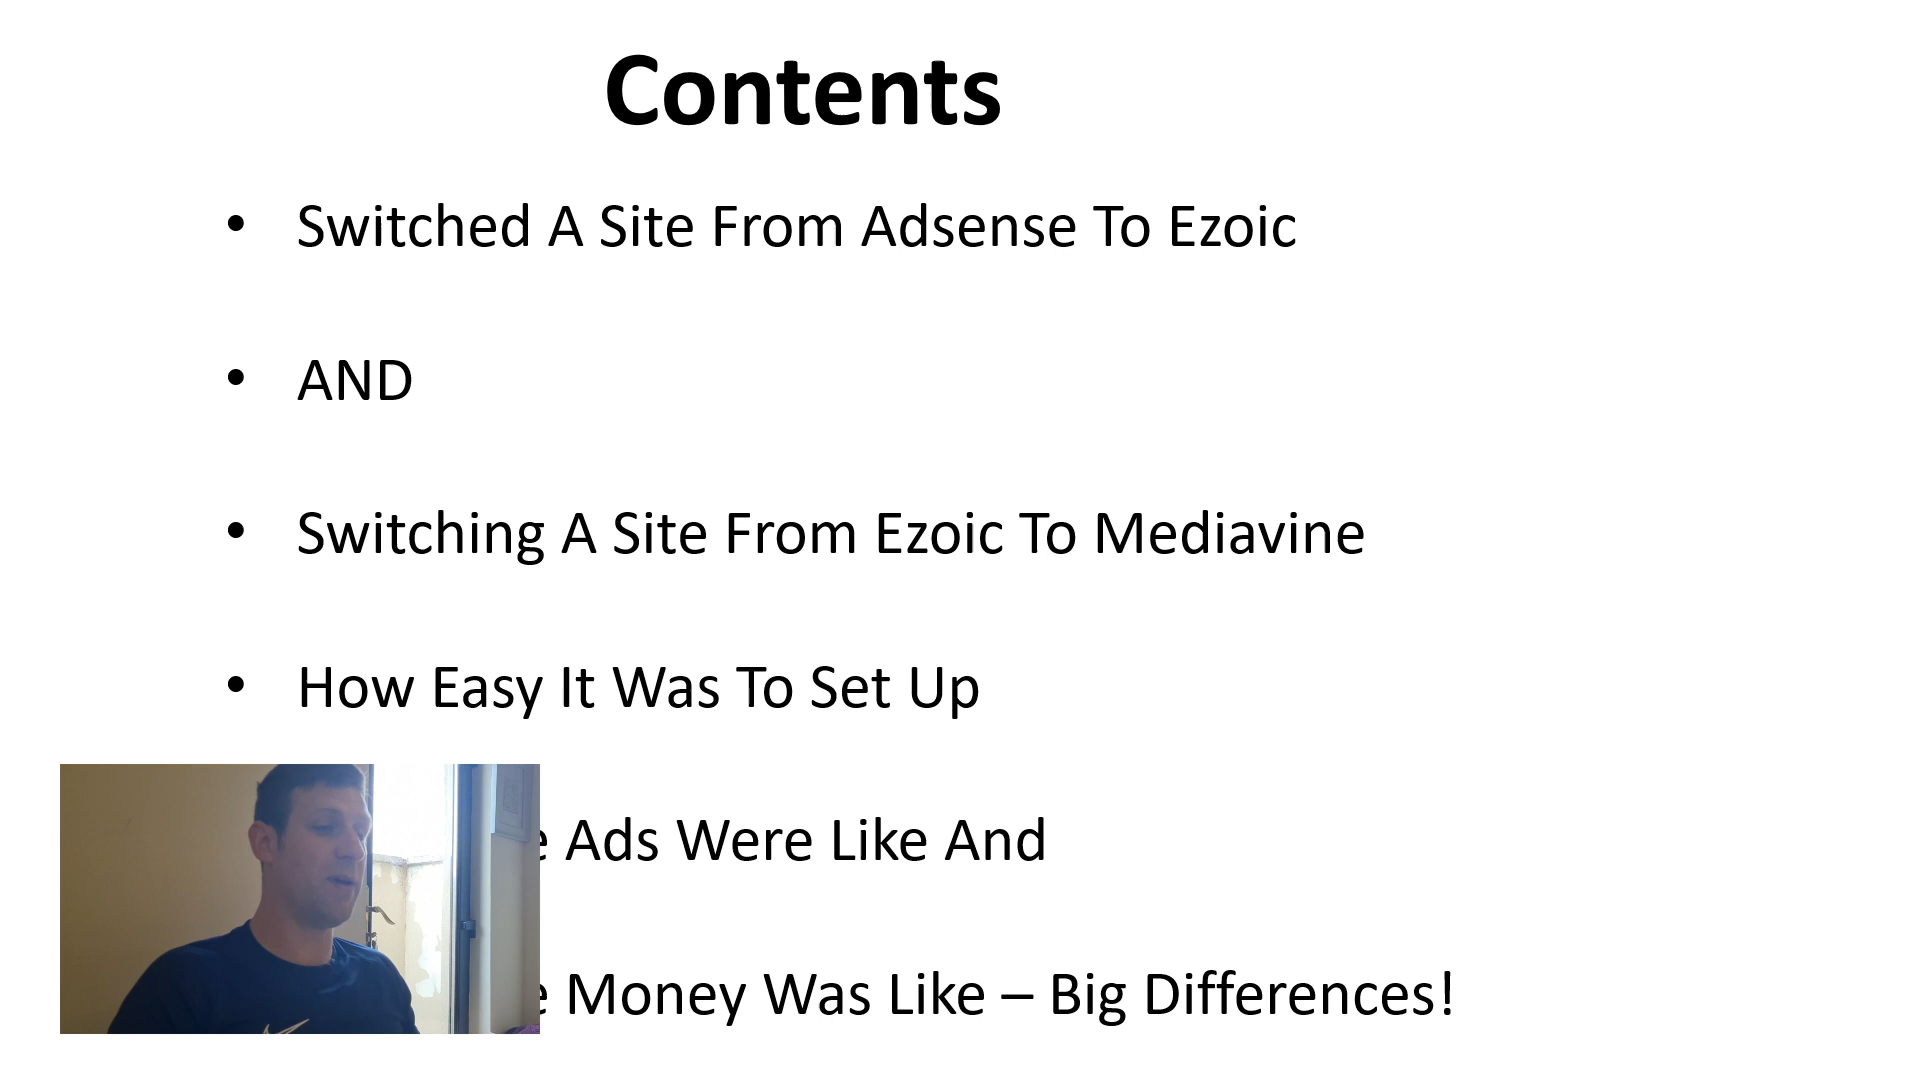 Contents
• Switched A Site From Adsense To Ezoic
• AND
• Switching A Site From Ezoic To Mediavine
• How Easy It Was To Set Up
Ads Were Like And
Money Was Like – Big Differences!